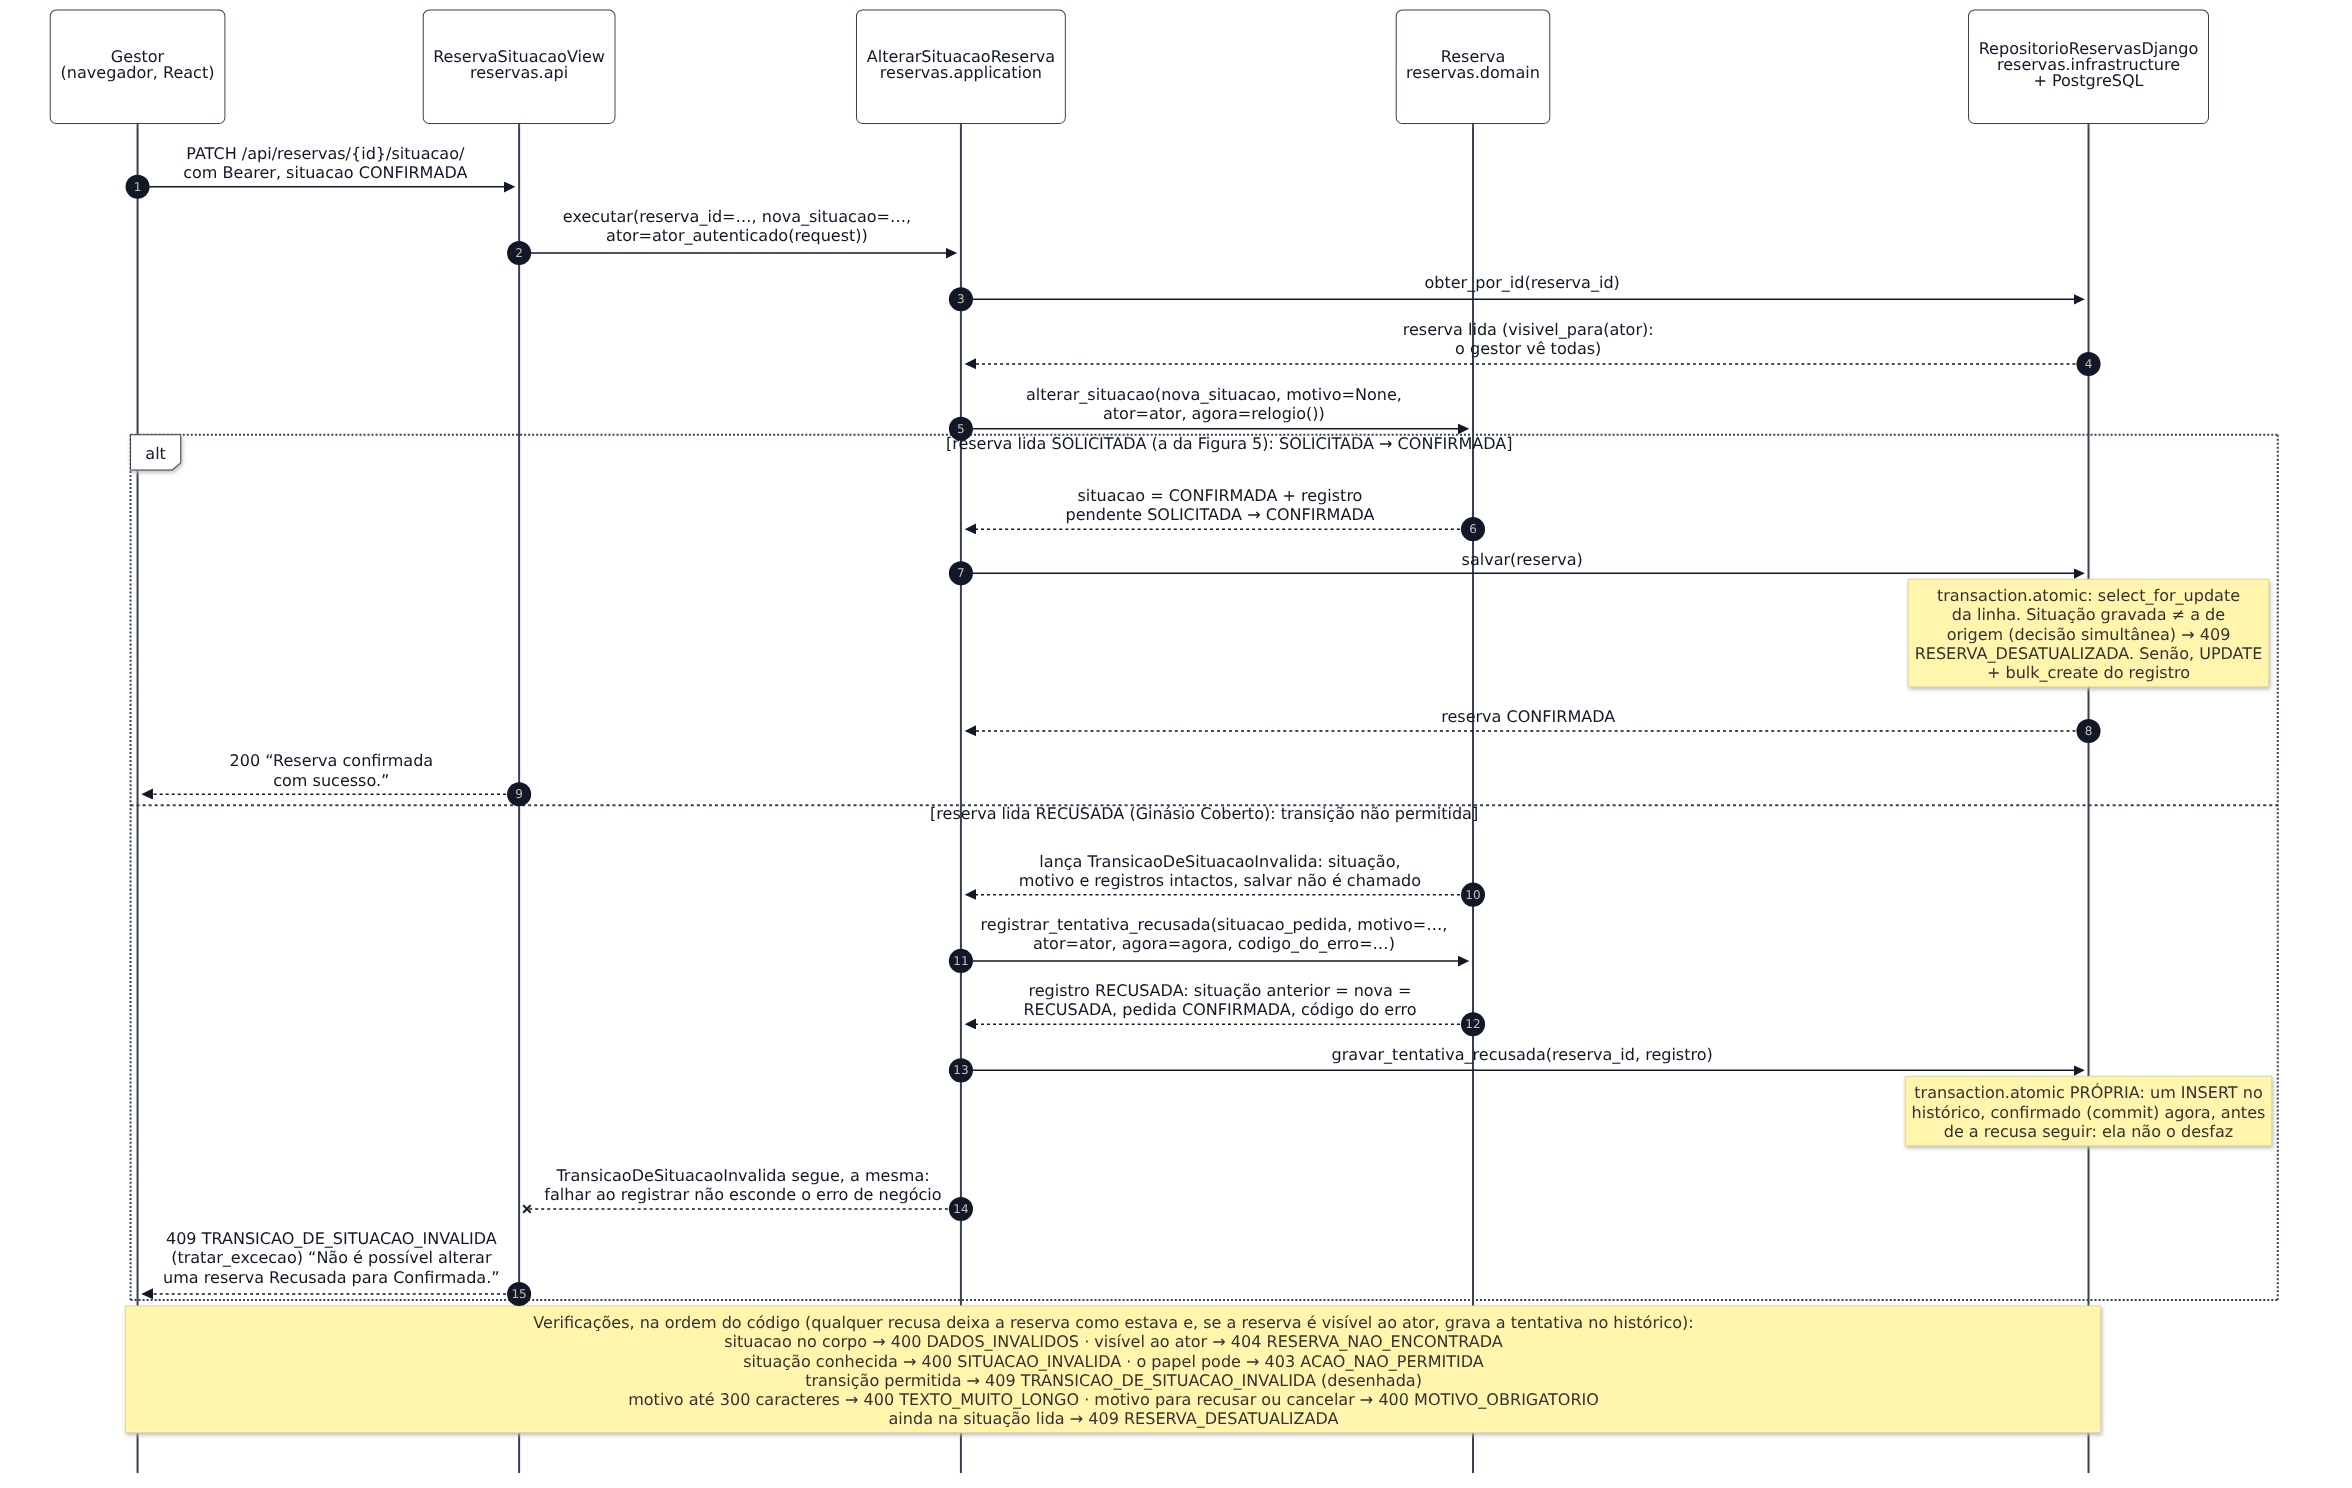 Gestor
(navegador, React)
ReservaSituacaoView
reservas.api
AlterarSituacaoReserva
reservas.application
Reserva
reservas.domain
RepositorioReservasDjango
reservas.infrastructure
+ PostgreSQL
PATCH /api/reservas/{id}/situacao/
com Bearer, situacao CONFIRMADA
1
executar(reserva_id=…, nova_situacao=…,
ator=ator_autenticado(request))
2
obter_por_id(reserva_id)
3
reserva lida (visivel_para(ator):
o gestor vê todas)
4
alterar_situacao(nova_situacao, motivo=None,
ator=ator, agora=relogio())
5
alt
[reserva lida SOLICITADA (a da Figura 5): SOLICITADA → CONFIRMADA]
situacao = CONFIRMADA + registro
pendente SOLICITADA → CONFIRMADA
6
salvar(reserva)
7
transaction.atomic: select_for_update
da linha. Situação gravada ≠ a de
origem (decisão simultânea) → 409
RESERVA_DESATUALIZADA. Senão, UPDATE
+ bulk_create do registro
reserva CONFIRMADA
8
200 “Reserva confirmada
com sucesso.”
9
[reserva lida RECUSADA (Ginásio Coberto): transição não permitida]
lança TransicaoDeSituacaoInvalida: situação,
motivo e registros intactos, salvar não é chamado
10
registrar_tentativa_recusada(situacao_pedida, motivo=…,
ator=ator, agora=agora, codigo_do_erro=…)
11
registro RECUSADA: situação anterior = nova =
RECUSADA, pedida CONFIRMADA, código do erro
12
gravar_tentativa_recusada(reserva_id, registro)
13
transaction.atomic PRÓPRIA: um INSERT no
histórico, confirmado (commit) agora, antes
de a recusa seguir: ela não o desfaz
TransicaoDeSituacaoInvalida segue, a mesma:
falhar ao registrar não esconde o erro de negócio
14
409 TRANSICAO_DE_SITUACAO_INVALIDA
(tratar_excecao) “Não é possível alterar
uma reserva Recusada para Confirmada.”
15
Verificações, na ordem do código (qualquer recusa deixa a reserva como estava e, se a reserva é visível ao ator, grava a tentativa no histórico):
situacao no corpo → 400 DADOS_INVALIDOS · visível ao ator → 404 RESERVA_NAO_ENCONTRADA
situação conhecida → 400 SITUACAO_INVALIDA · o papel pode → 403 ACAO_NAO_PERMITIDA
transição permitida → 409 TRANSICAO_DE_SITUACAO_INVALIDA (desenhada)
motivo até 300 caracteres → 400 TEXTO_MUITO_LONGO · motivo para recusar ou cancelar → 400 MOTIVO_OBRIGATORIO
ainda na situação lida → 409 RESERVA_DESATUALIZADA